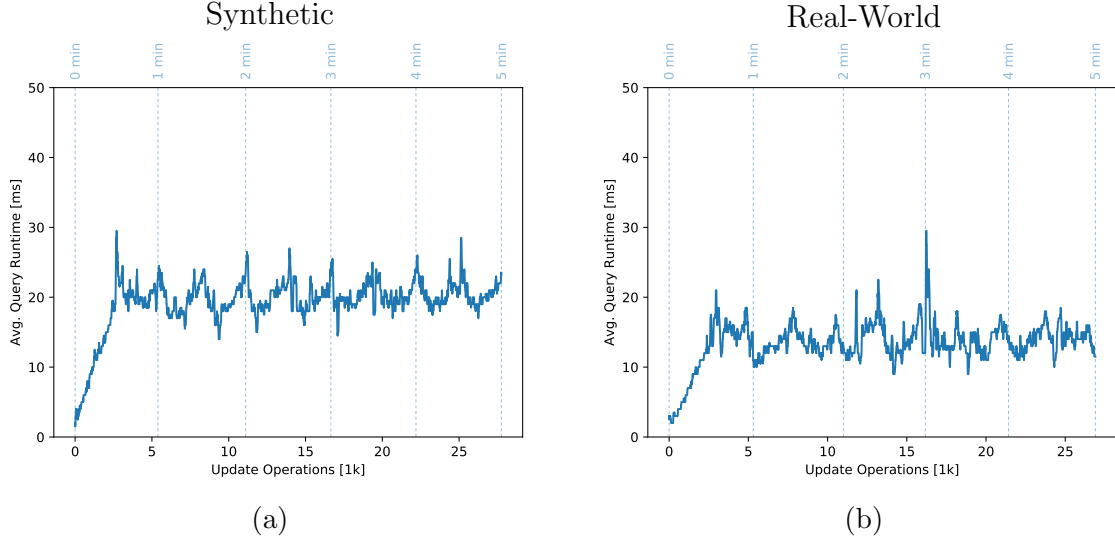 Synthetic
0 min
1 min
2 min
3 min
4 min
5 min
50
40
30
20
10
0
Avg. Query Runtime [ms]
0
5
10
15
20
25
Update Operations [1k]
(a)
Real-World
0 min
1 min
2 min
3 min
4 min
5 min
50
40
30
20
10
0
Avg. Query Runtime [ms]
0
5
10
15
20
25
Update Operations [1k]
(b)